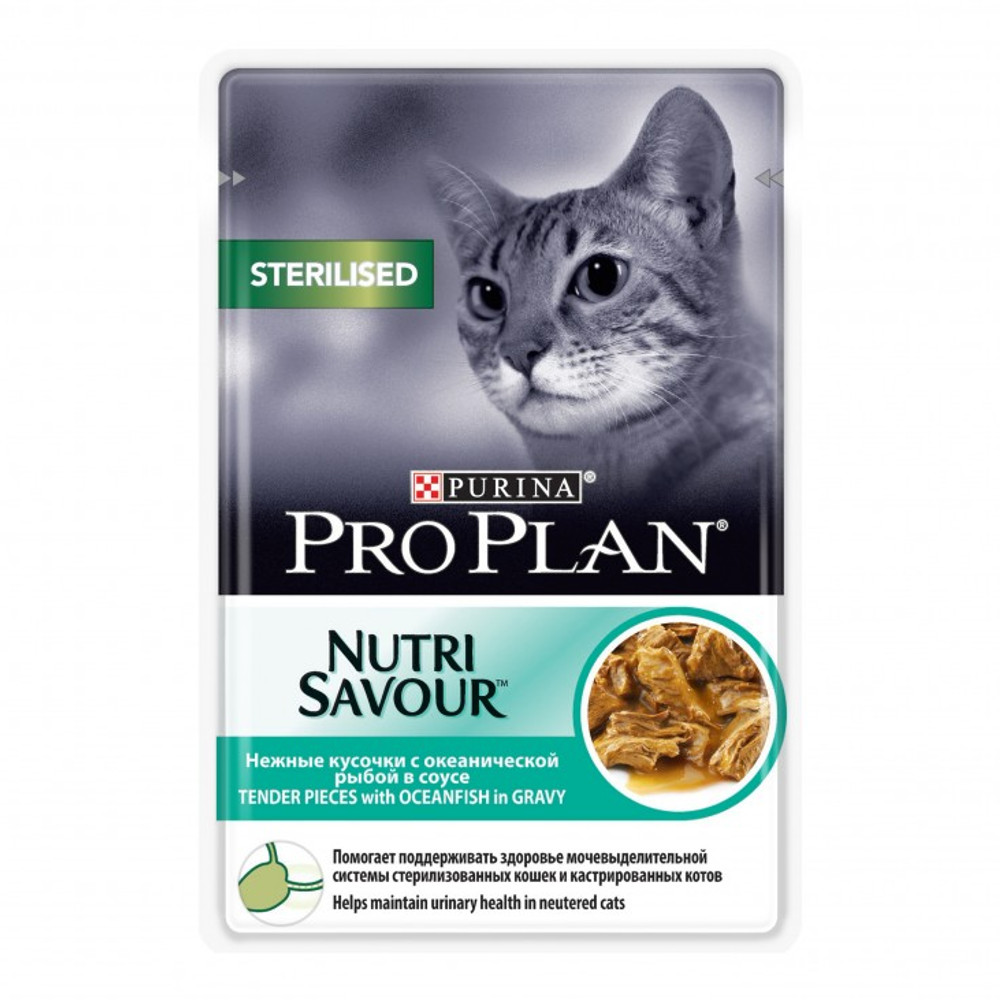 STERILISED
PURINA®
PRO PLAN®
NUTRI
SAVOUR™
Нежные кусочки с океанической
рыбой в соусе
TENDER PIECES with OCEANFISH in GRAVY
Помогает поддерживать здоровье мочевыделительной
системы стерилизованных кошек и кастрированных котов
Helps maintain urinary health in neutered cats